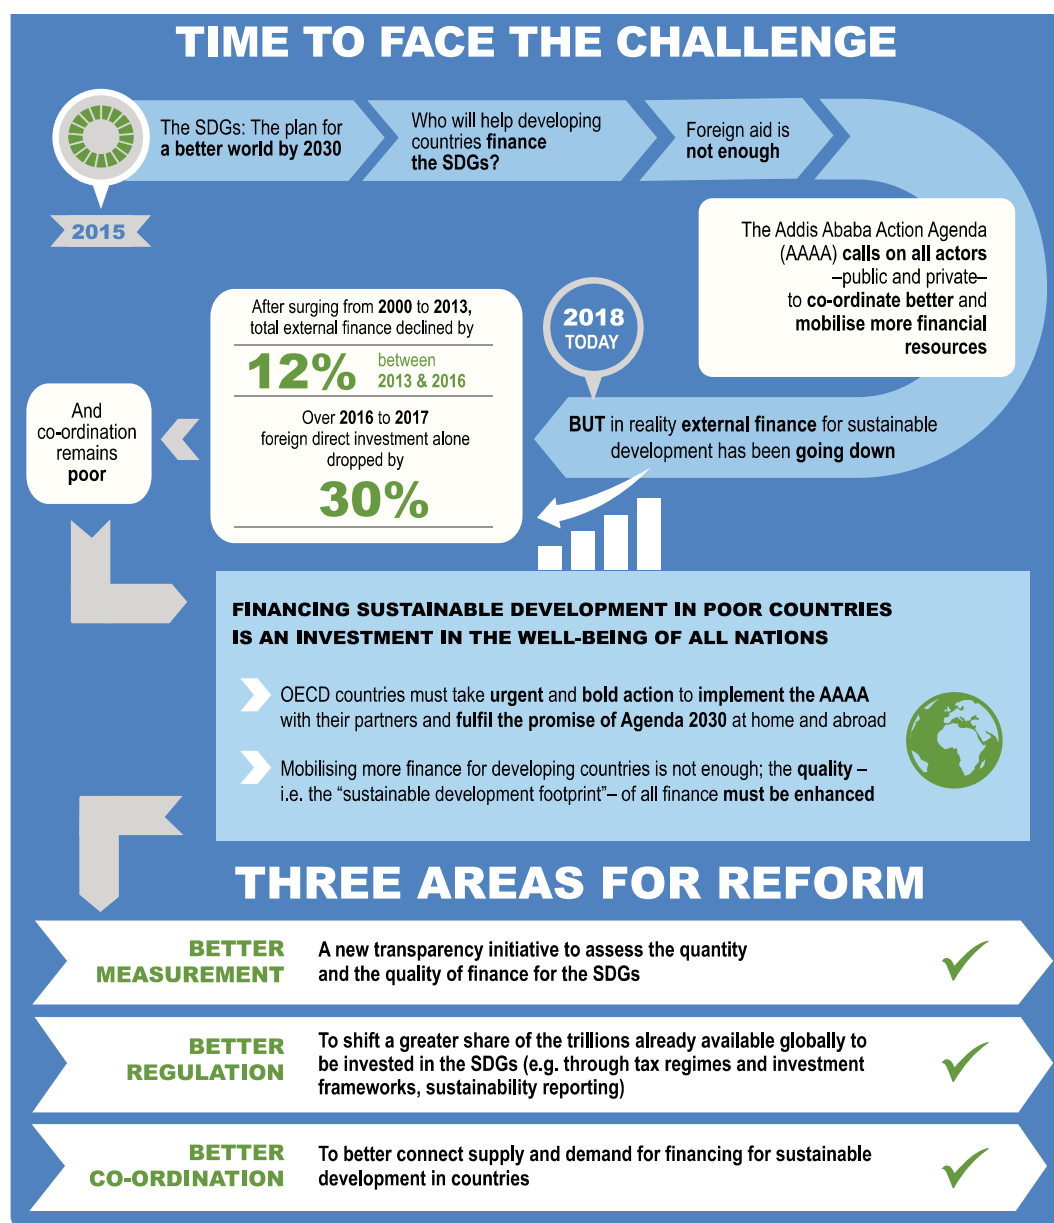 TIME TO FACE THE CHALLENGE
The SDGs: The plan for
a better world by 2030
Who will help developing
countries finance
the SDGs?
Foreign aid is
not enough
2015
The Addis Ababa Action Agenda
(AAAA) calls on all actors
–public and private–
to co-ordinate better and
mobilise more financial
resources
2018
TODAY
BUT in reality external finance for sustainable
development has been going down
After surging from 2000 to 2013,
total external finance declined by
12% between
2013 & 2016
Over 2016 to 2017
foreign direct investment alone
dropped by
30%
And
co-ordination
remains
poor
FINANCING SUSTAINABLE DEVELOPMENT IN POOR COUNTRIES
IS AN INVESTMENT IN THE WELL-BEING OF ALL NATIONS
OECD countries must take urgent and bold action to implement the AAAA
with their partners and fulfil the promise of Agenda 2030 at home and abroad
Mobilising more finance for developing countries is not enough; the quality –
i.e. the “sustainable development footprint”– of all finance must be enhanced
THREE AREAS FOR REFORM
BETTER
MEASUREMENT
A new transparency initiative to assess the quantity
and the quality of finance for the SDGs
BETTER
REGULATION
To shift a greater share of the trillions already available globally to
be invested in the SDGs (e.g. through tax regimes and investment
frameworks, sustainability reporting)
BETTER
CO-ORDINATION
To better connect supply and demand for financing for sustainable
development in countries